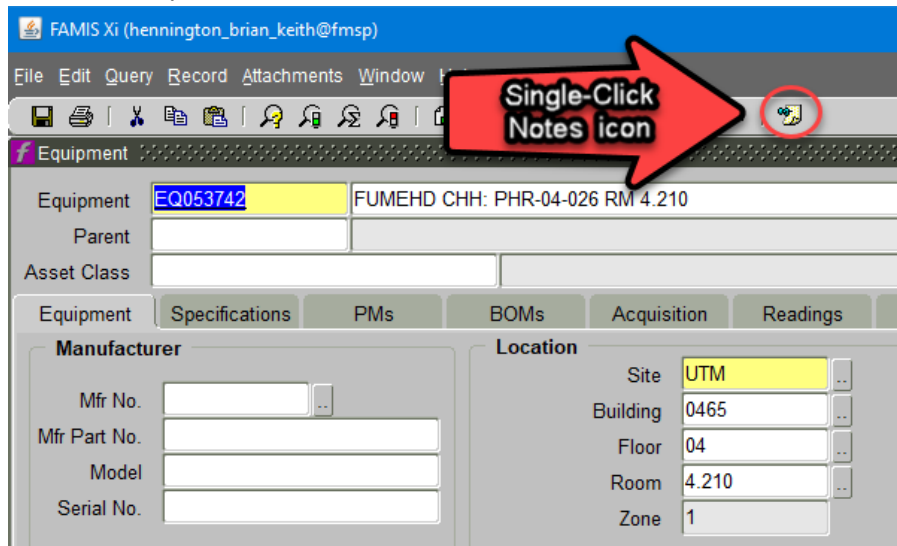 FAMIS Xi (hennington_brian_keith@fmsp)
File Edit Query Record Attachments Window
Single-Click
Notes icon
Equipment
Equipment EQ053742 FUMEHD CHH: PHR-04-026 RM 4.210
Parent
Asset Class
Equipment Specifications PMs BOMs Acquisition Readings
Manufacturer Location
Site UTM ..
Mfr No. .. Building 0465 ..
Mfr Part No. Floor 04 ..
Model Room 4.210 ..
Serial No. Zone 1